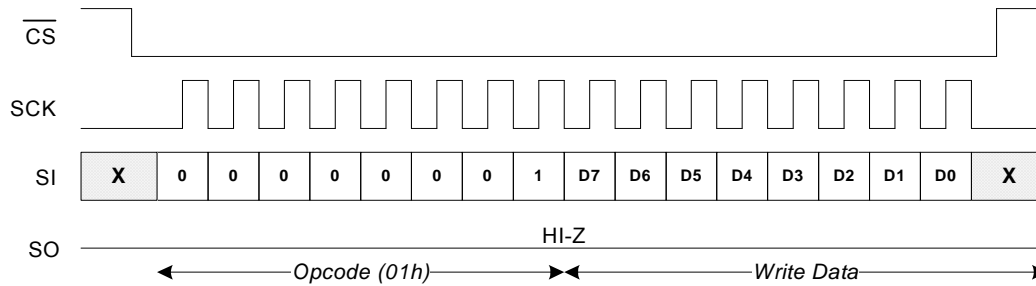 CS
SCK
SI X 0 0 0 0 0 0 0 1 D7 D6 D5 D4 D3 D2 D1 D0 X
HI-Z
SO
Opcode (01h) Write Data